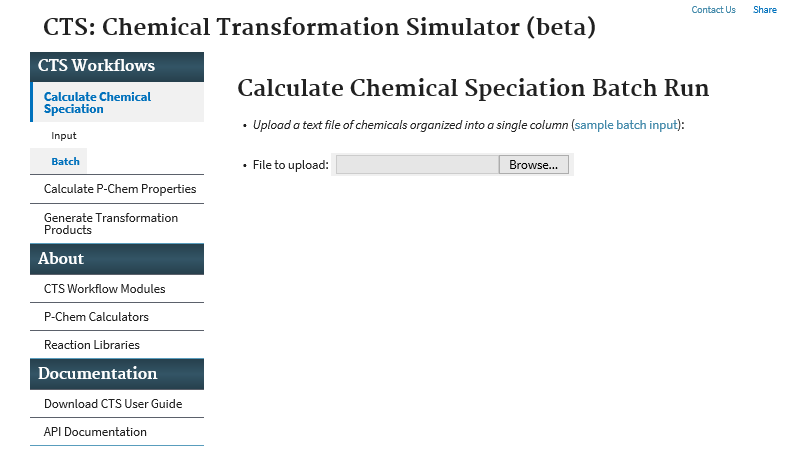 Contact Us Share
CTS: Chemical Transformation Simulator (beta)
CTS Workflows
Calculate Chemical
Speciation
Input
Batch
Calculate P-Chem Properties
Generate Transformation
Products
About
CTS Workflow Modules
P-Chem Calculators
Reaction Libraries
Documentation
Download CTS User Guide
API Documentation
Calculate Chemical Speciation Batch Run
• Upload a text file of chemicals organized into a single column (sample batch input):
• File to upload: Browse...